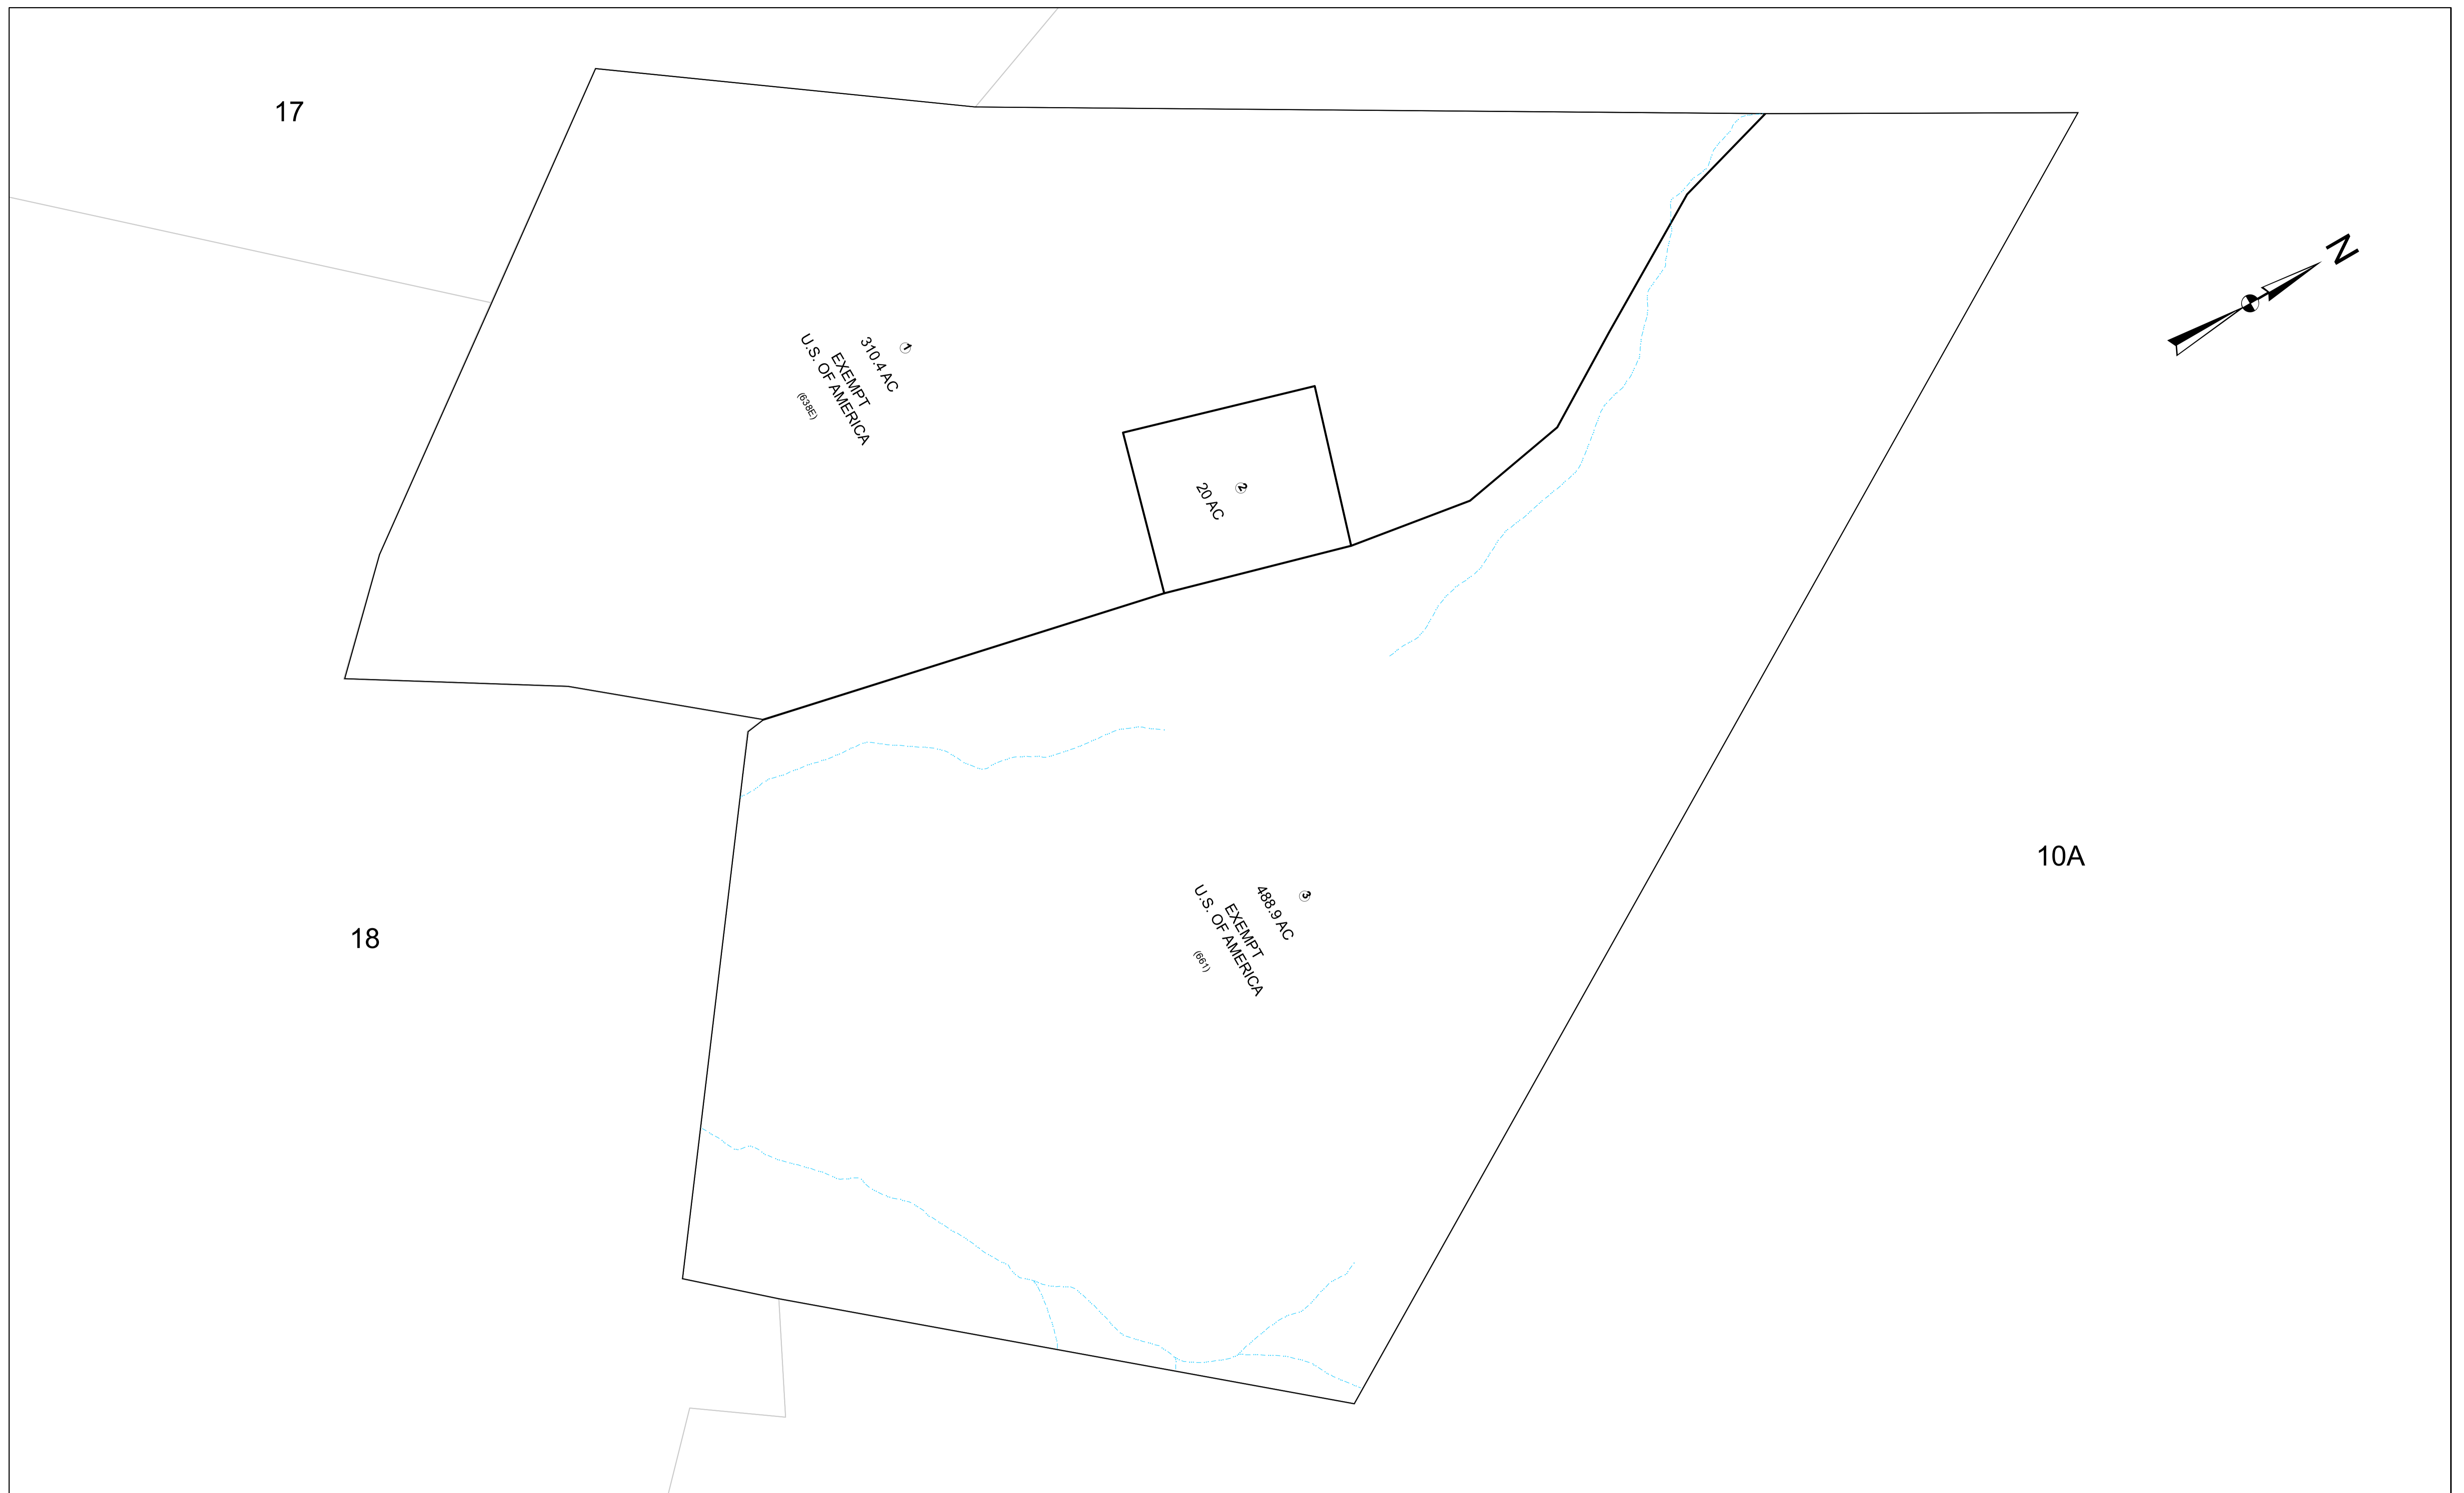 17
N
1
310.4 AC
EXEMPT
U.S. OF AMERICA
(638E)
2
20 AC
3
488.9 AC
EXEMPT
U.S. OF AMERICA
(661)
10A
18